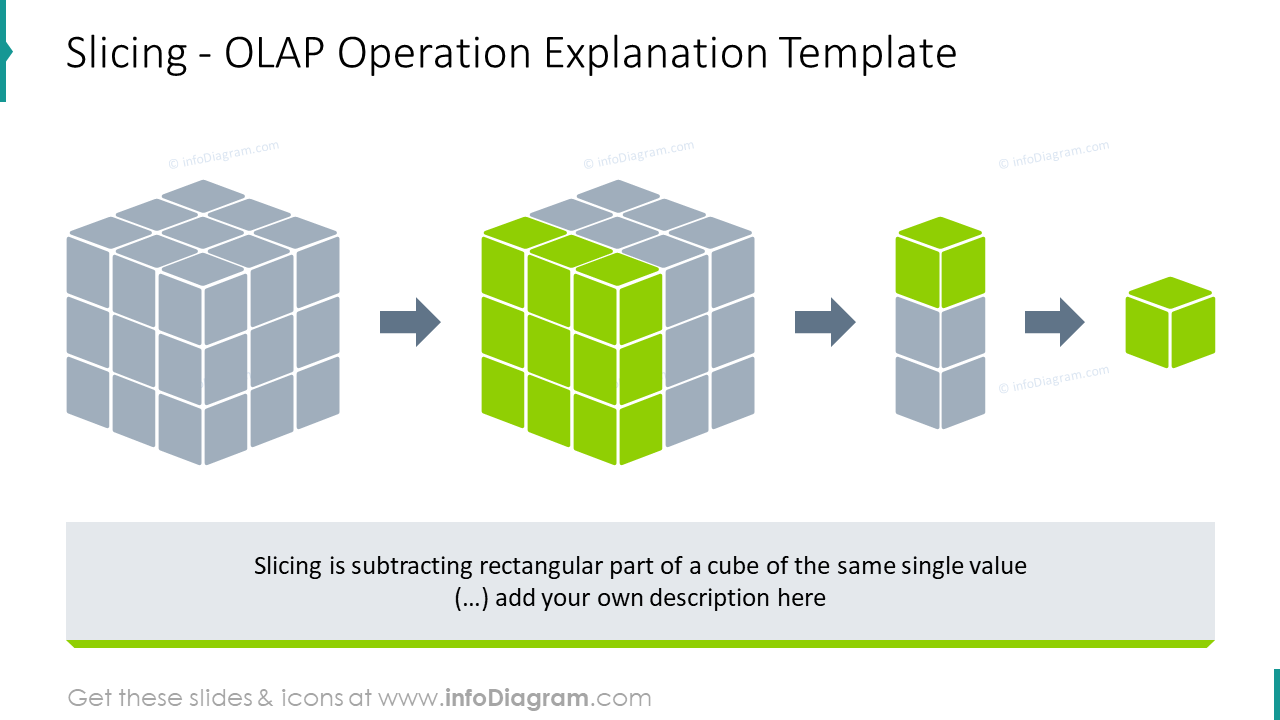 Slicing - OLAP Operation Explanation Template
© infoDiagram.com
© infoDiagram.com
© infoDiagram.com
© infoDiagram.com
Slicing is subtracting rectangular part of a cube of the same single value
(...) add your own description here
Get these slides & icons at www.infoDiagram.com